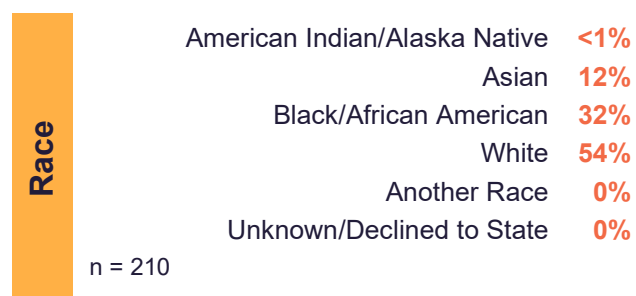 Race
American Indian/Alaska Native <1%
Asian 12%
Black/African American 32%
White 54%
Another Race 0%
Unknown/Declined to State 0%
n = 210